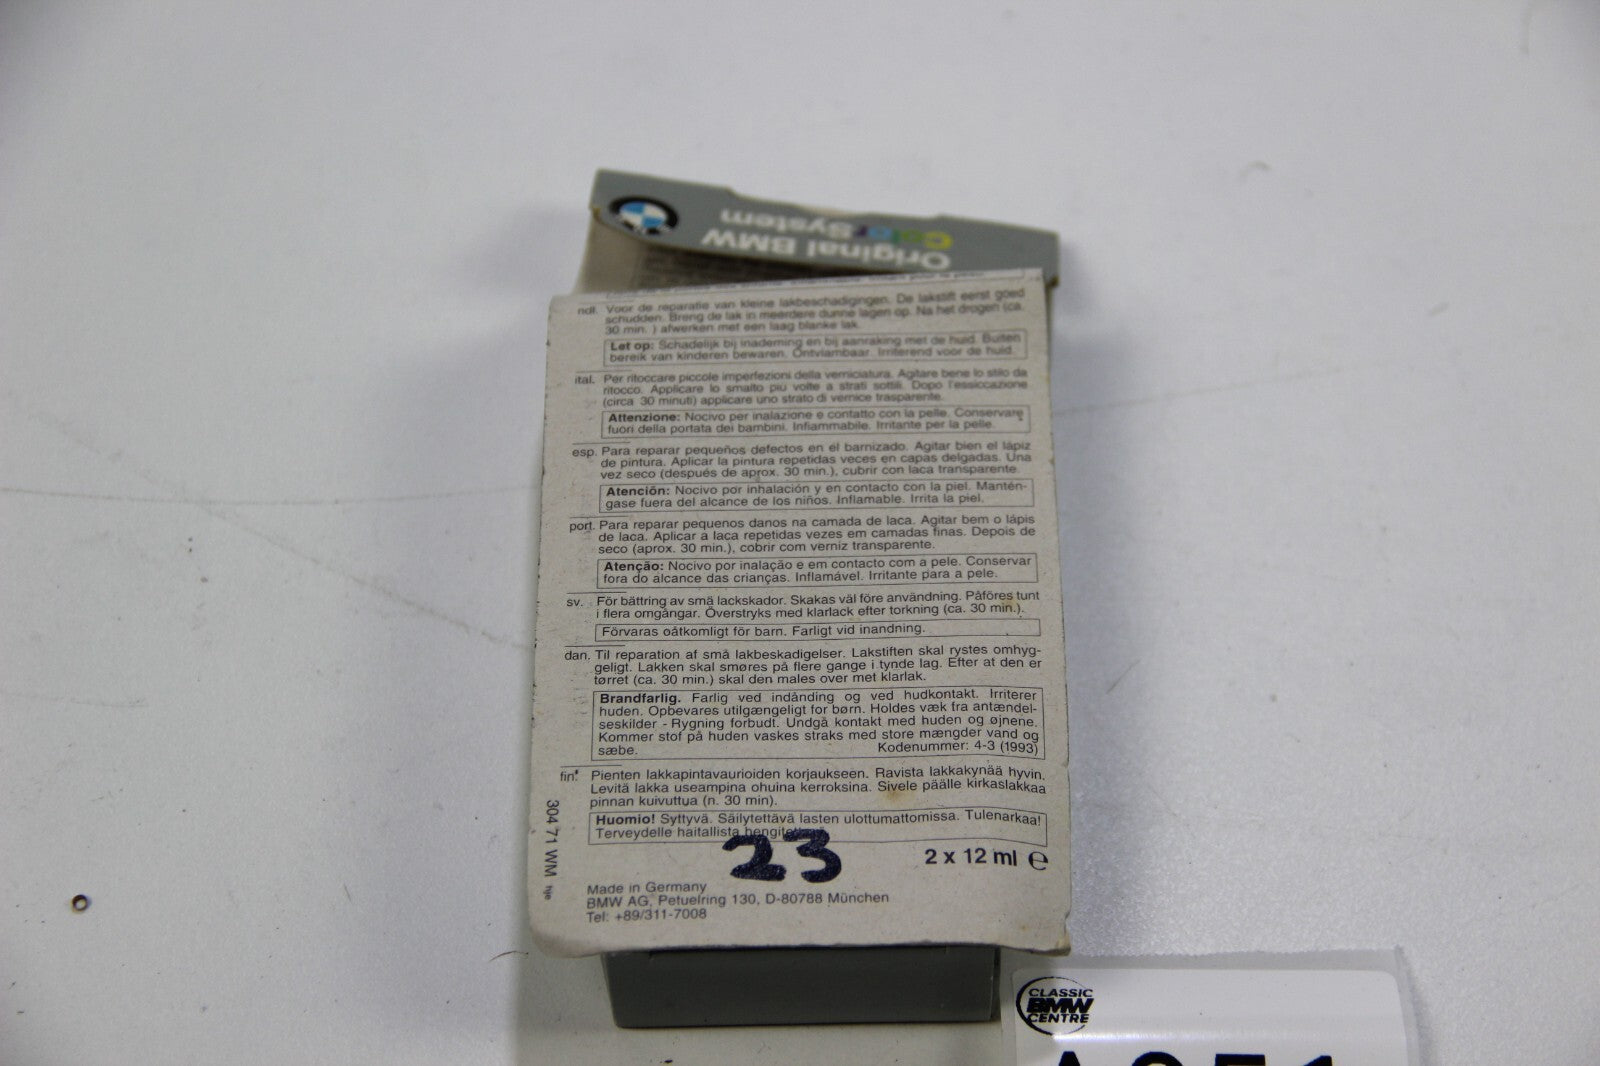 Original BMW
ColorSystem
ndl. Voor de reparatie van kleine lakbeschadigingen. De lakstift eerst goed
schudden. Breng de lak in meerdere dunne lagen op. Na het drogen (ca.
30 min. ) afwerken met een laag blanke lak.
Let op: Schadelijk bij inademing en bij aanraking met de huid. Buiten
bereik van kinderen bewaren. Ontvlambaar. Irriterend voor de huid.
ital. Per ritoccare piccole imperfezioni della verniciatura. Agitare bene lo stilo da
ritocco. Applicare lo smalto piu volte a strati sottili. Dopo l'essiccazione
(circa 30 minuti) applicare uno strato di vernice trasparente.
Attenzione: Nocivo per inalazione e contatto con la pelle. Conservare
fuori della portata dei bambini. Infiammabile. Irritante per la pelle.
esp. Para reparar pequeños defectos en el barnizado. Agitar bien el lápiz
de pintura. Aplicar la pintura repetidas veces en capas delgadas. Una
vez seco (después de aprox. 30 min.), cubrir con laca transparente.
Atención: Nocivo por inhalación y en contacto con la piel. Mantén-
gase fuera del alcance de los niños. Inflamable. Irrita la piel.
port. Para reparar pequenos danos na camada de laca. Agitar bem o lápis
de laca. Aplicar a laca repetidas vezes em camadas finas. Depois de
seco (aprox. 30 min.), cobrir com verniz transparente.
Atenção: Nocivo por inalação e em contacto com a pele. Conservar
fora do alcance das crianças. Inflamável. Irritante para a pele.
sv. För bättring av små lackskador. Skakas väl före användning. Påföres tunt
i flera omgångar. Överstryks med klarlack efter torkning (ca. 30 min.).
Förvaras oåtkomligt för barn. Farligt vid inandning.
dan. Til reparation af små lakbeskadigelser. Lakstiften skal rystes omhyg-
geligt. Lakken skal smøres på flere gange i tynde lag. Efter at den er
tørret (ca. 30 min.) skal den males over met klarlak.
Brandfarlig. Farlig ved indånding og ved hudkontakt. Irriterer
huden. Opbevares utilgængeligt for børn. Holdes væk fra antændel-
seskilder - Rygning forbudt. Undgå kontakt med huden og øjnene.
Kommer stof på huden vaskes straks med store mængder vand og
sæbe. Kodenummer: 4-3 (1993)
fin. Pienten lakkapintavaurioiden korjaukseen. Ravista lakkakynää hyvin.
Levitä lakka useampina ohuina kerroksina. Sivele päälle kirkaslakkaa
pinnan kuivuttua (n. 30 min).
Huomio! Syttyvä. Säilytettävä lasten ulottumattomissa. Tulenarkaa!
Terveydelle haitallista
23
2 x 12 ml ℮
Made in Germany
BMW AG, Petuelring 130, D-80788 München
Tel: +89/311-7008
304 71 WM
CLASSIC
BMW
CENTRE